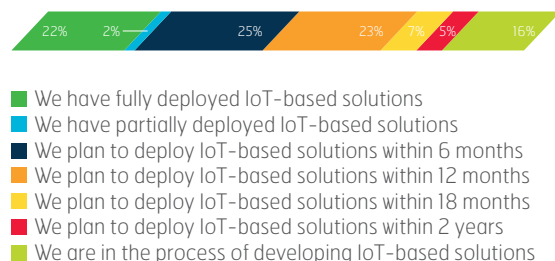 22% 2% 25% 23% 7% 5% 16%
We have fully deployed IoT-based solutions
We have partially deployed IoT-based solutions
We plan to deploy IoT-based solutions within 6 months
We plan to deploy IoT-based solutions within 12 months
We plan to deploy IoT-based solutions within 18 months
We plan to deploy IoT-based solutions within 2 years
We are in the process of developing IoT-based solutions